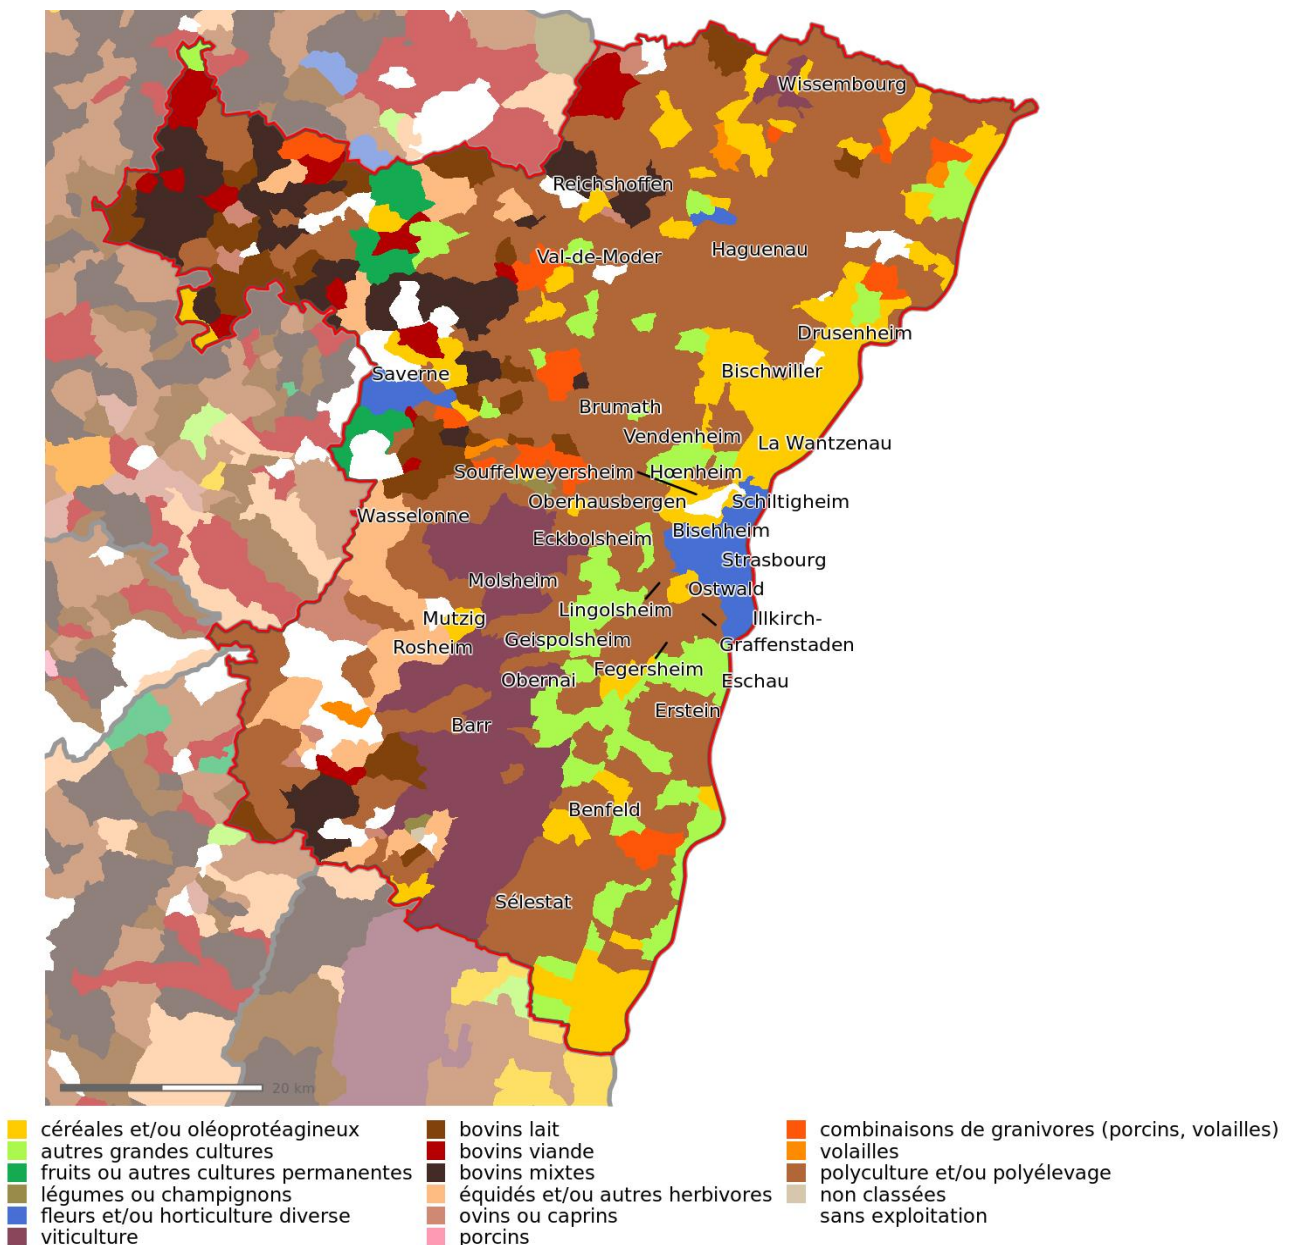 Wissembourg
Reichshoffen
Haguenau
Val-de-Moder
Drusenheim
Saverne
Bischwiller
Brumath
Vendenheim
La Wantzenau
Souffelweyersheim
Hœnheim
Oberhausbergen
Schiltigheim
Wasselonne
Bischheim
Eckbolsheim
Strasbourg
Molsheim
Ostwald
Lingolsheim
Mutzig
Illkirch-
Graffenstaden
Geispolsheim
Rosheim
Fegersheim
Obernai
Eschau
Erstein
Barr
Benfeld
Sélestat
20 km
céréales et/ou oléoprotéagineux
autres grandes cultures
fruits ou autres cultures permanentes
légumes ou champignons
fleurs et/ou horticulture diverse
viticulture
bovins lait
bovins viande
bovins mixtes
équidés et/ou autres herbivores
ovins ou caprins
porcins
combinaisons de granivores (porcins, volailles)
volailles
polyculture et/ou polyélevage
non classées
sans exploitation